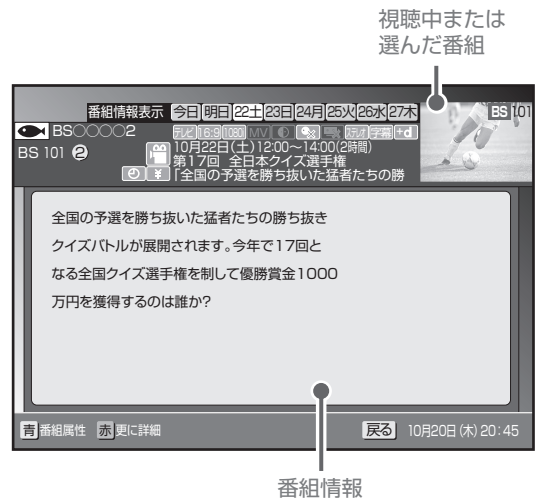 視聴中または
選んだ番組
番組情報表示 今日 明日 22土 23日 24月 25火 26水 27木
BS 101
BS○○○○2
テレビ 16:9 1080 MV ステレオ 字幕 +d
BS 101 ②
10月22日(土)12:00~14:00(2時間)
第17回 全日本クイズ選手権
¥ 「全国の予選を勝ち抜いた猛者たちの勝
全国の予選を勝ち抜いた猛者たちの勝ち抜き
クイズバトルが展開されます。今年で17回と
なる全国クイズ選手権を制して優勝賞金1000
万円を獲得するのは誰か?
青 番組属性 赤 更に詳細
戻る 10月20日(木)20:45
番組情報